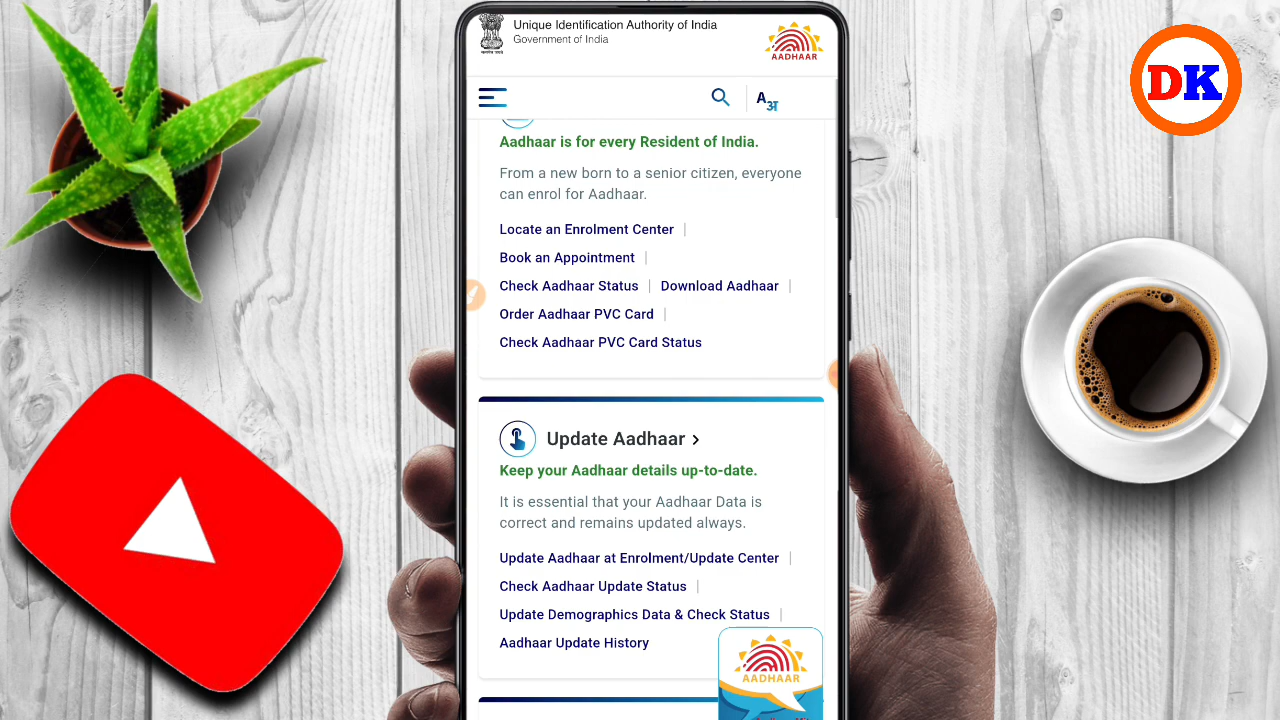 Unique Identification Authority of India
Government of India
AADHAAR
DK
A अ
Aadhaar is for every Resident of India.
From a new born to a senior citizen, everyone
can enrol for Aadhaar.
Locate an Enrolment Center |
Book an Appointment |
Check Aadhaar Status | Download Aadhaar |
Order Aadhaar PVC Card |
Check Aadhaar PVC Card Status
Update Aadhaar >
Keep your Aadhaar details up-to-date.
It is essential that your Aadhaar Data is
correct and remains updated always.
Update Aadhaar at Enrolment/Update Center |
Check Aadhaar Update Status |
Update Demographics Data & Check Status |
Aadhaar Update History
AADHAAR